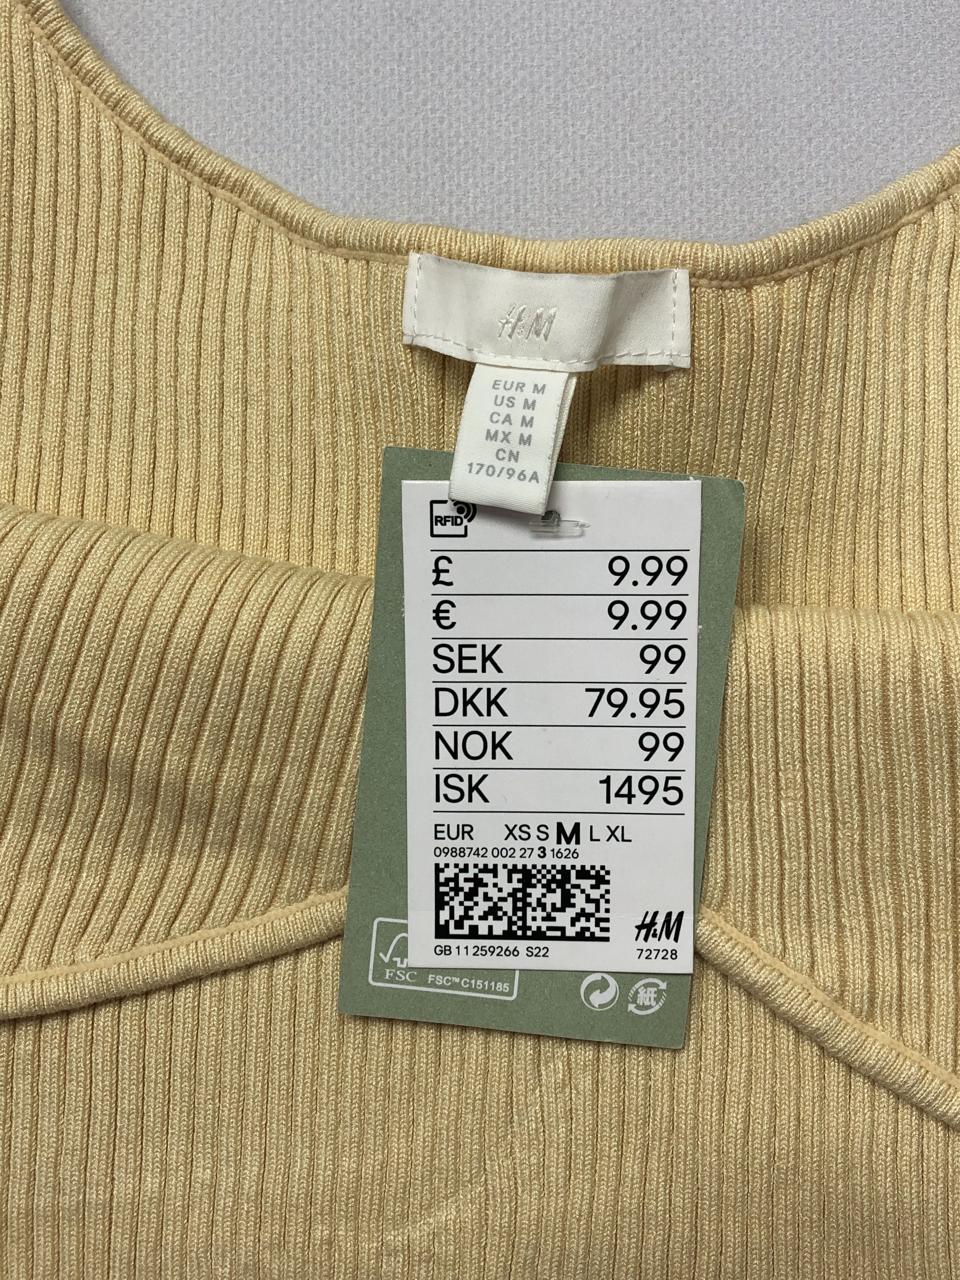 H&M
EUR M
US M
CA M
MX M
CN
170/96A
RFID
£ 9.99
€ 9.99
SEK 99
DKK 79.95
NOK 99
ISK 1495
EUR XS S M L XL
0988742 002 27 3 1626
H&M
GB 11 259266 S22 72728
FSC FSC™ C151185
紙